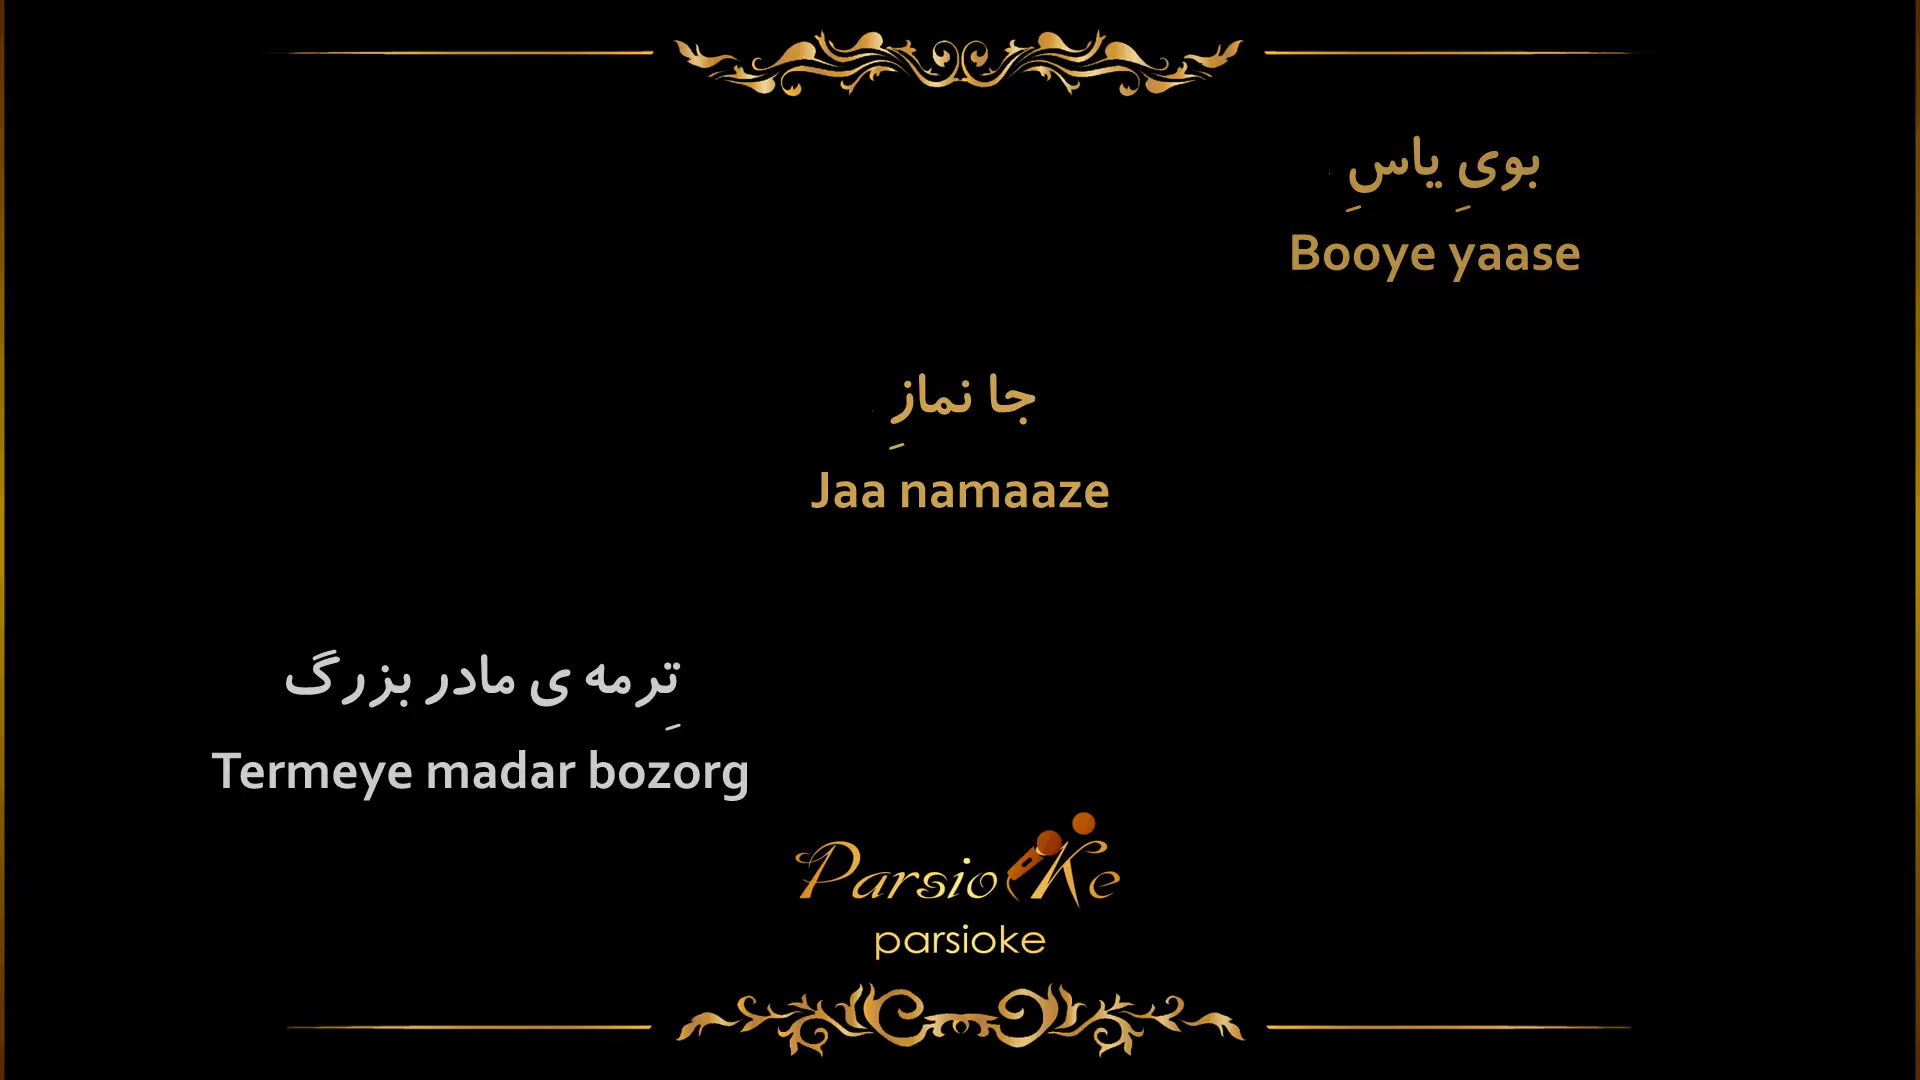 بویِ یاسِ
Booye yaase
جا نمازِ
Jaa namaaze
تِرمه ی مادر بزرگ
Termeye madar bozorg
ParsioKe
parsioke